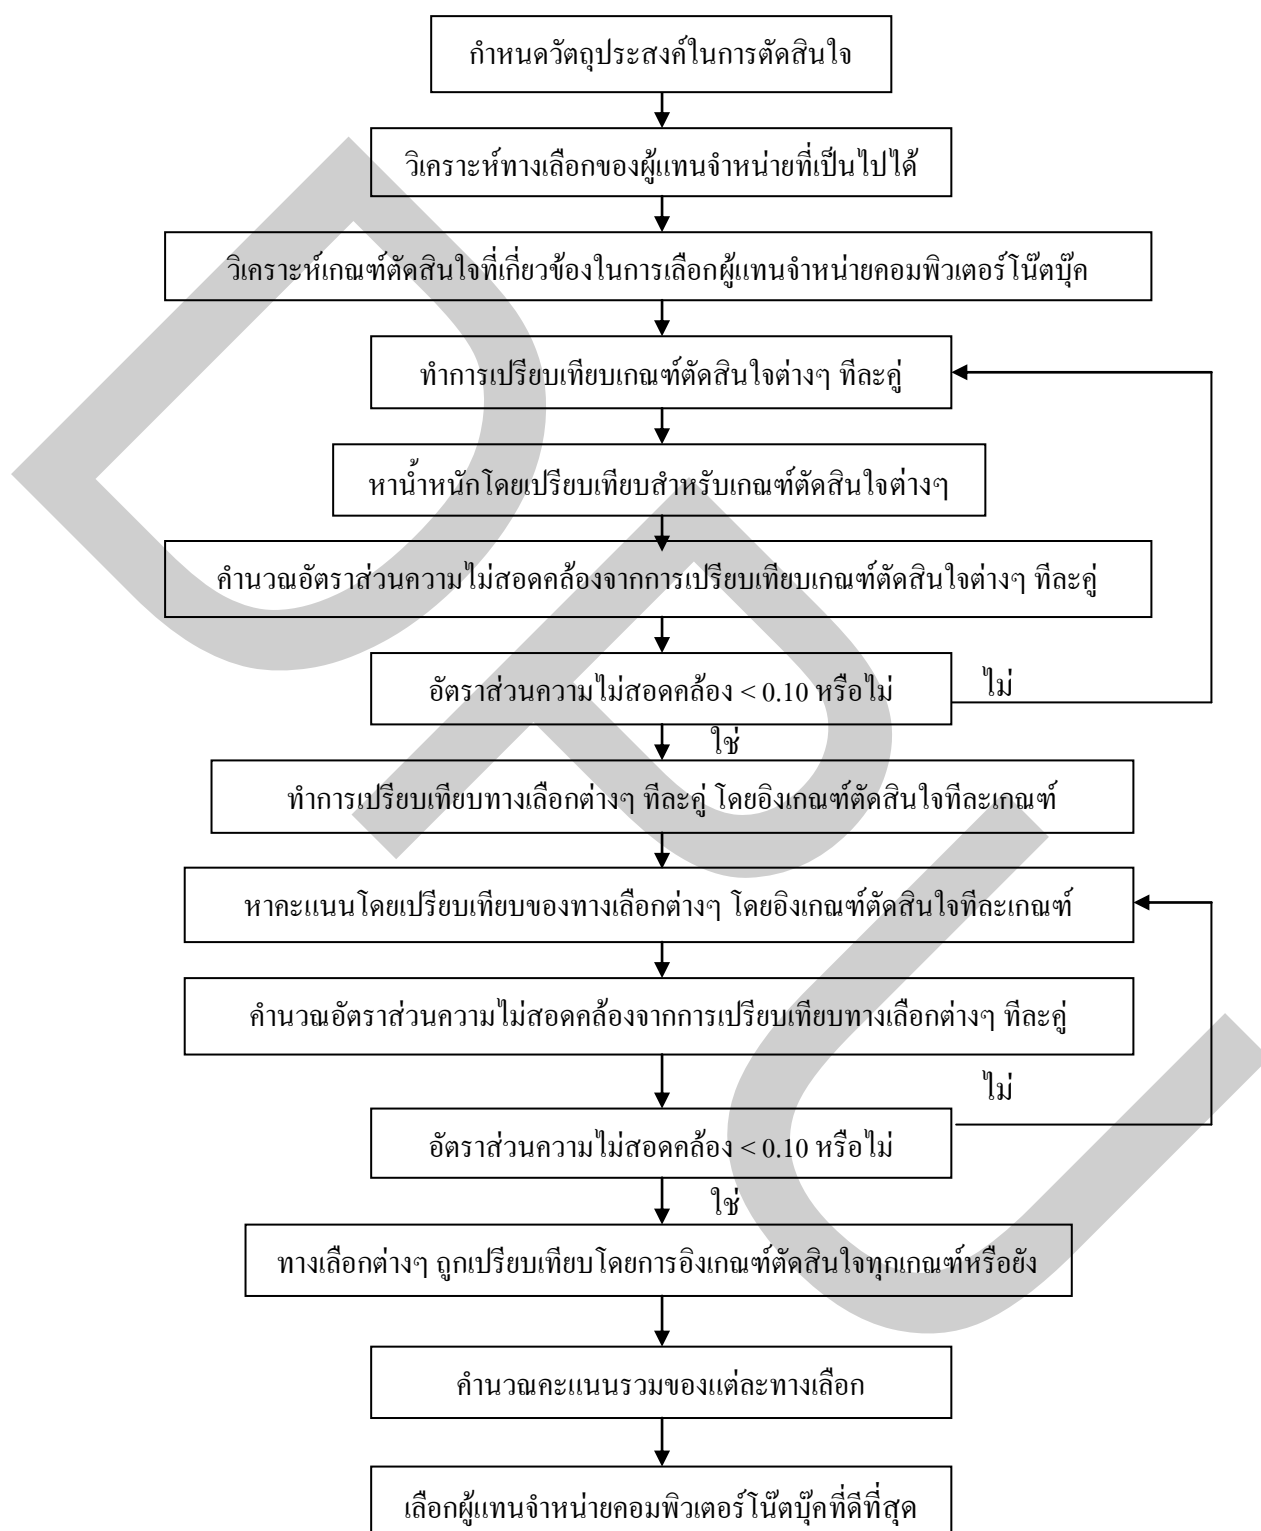 กำหนดวัตถุประสงค์ในการตัดสินใจ
วิเคราะห์ทางเลือกของผู้แทนจำหน่ายที่เป็นไปได้
วิเคราะห์เกณฑ์ตัดสินใจที่เกี่ยวข้องในการเลือกผู้แทนจำหน่ายคอมพิวเตอร์โน๊ตบุ๊ค
ทำการเปรียบเทียบเกณฑ์ตัดสินใจต่างๆ ทีละคู่
หาน้ำหนักโดยเปรียบเทียบสำหรับเกณฑ์ตัดสินใจต่างๆ
คำนวณอัตราส่วนความไม่สอดคล้องจากการเปรียบเทียบเกณฑ์ตัดสินใจต่างๆ ทีละคู่
อัตราส่วนความไม่สอดคล้อง < 0.10 หรือไม่
ไม่
ใช่
ทำการเปรียบเทียบทางเลือกต่างๆ ทีละคู่ โดยอิงเกณฑ์ตัดสินใจทีละเกณฑ์
หาคะแนนโดยเปรียบเทียบของทางเลือกต่างๆ โดยอิงเกณฑ์ตัดสินใจทีละเกณฑ์
คำนวณอัตราส่วนความไม่สอดคล้องจากการเปรียบเทียบทางเลือกต่างๆ ทีละคู่
ไม่
อัตราส่วนความไม่สอดคล้อง < 0.10 หรือไม่
ใช่
ทางเลือกต่างๆ ถูกเปรียบเทียบโดยการอิงเกณฑ์ตัดสินใจทุกเกณฑ์หรือยัง
คำนวณคะแนนรวมของแต่ละทางเลือก
เลือกผู้แทนจำหน่ายคอมพิวเตอร์โน๊ตบุ๊คที่ดีที่สุด
DPU